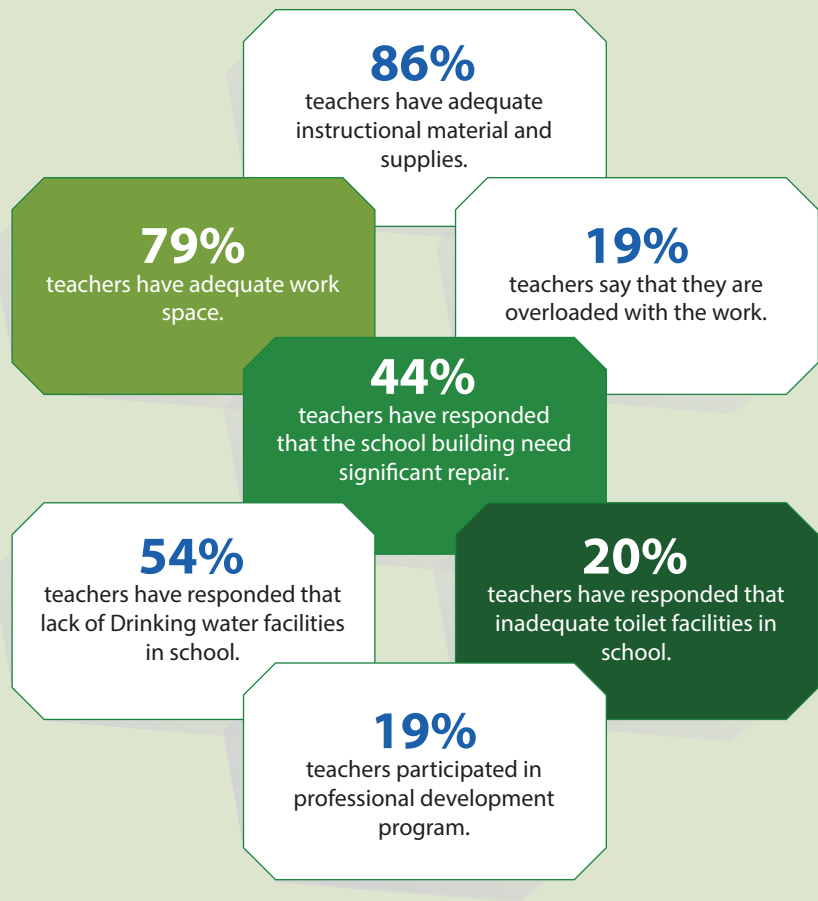 86%
teachers have adequate
instructional material and
supplies.
79%
teachers have adequate work
space.
19%
teachers say that they are
overloaded with the work.
44%
teachers have responded
that the school building need
significant repair.
54%
teachers have responded that
lack of Drinking water facilities
in school.
20%
teachers have responded that
inadequate toilet facilities in
school.
19%
teachers participated in
professional development
program.